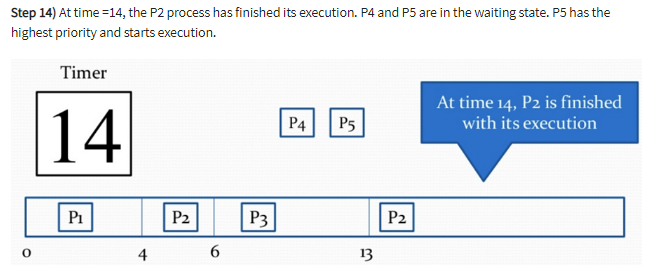 Step 14) At time =14, the P2 process has finished its execution. P4 and P5 are in the waiting state. P5 has the
highest priority and starts execution.
Timer
14
P4 P5
At time 14, P2 is finished
with its execution
P1 P2 P3 P2
0 4 6 13